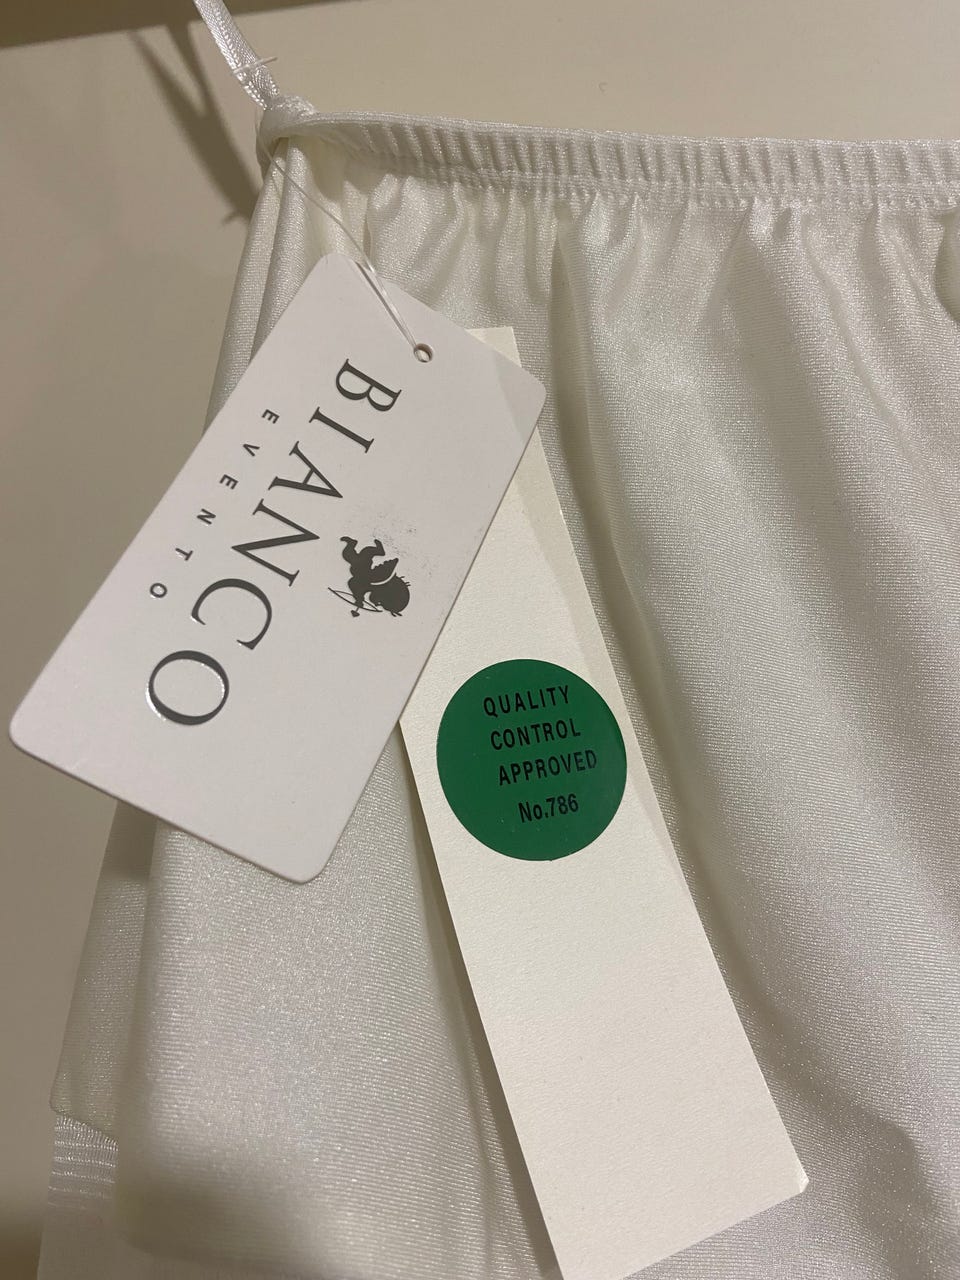 BIANCO
EVENTO
QUALITY
CONTROL
APPROVED
No.786